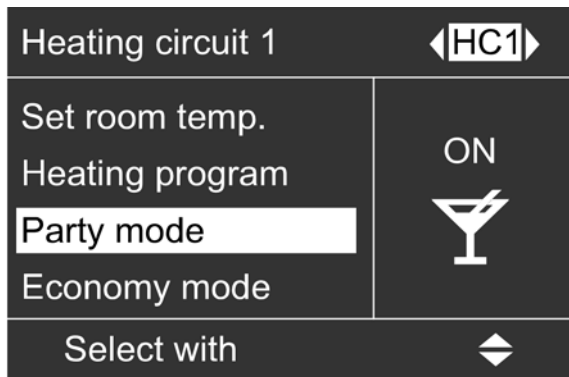 Heating circuit 1 HC1
Set room temp.
Heating program
ON
Party mode
Economy mode
Select with